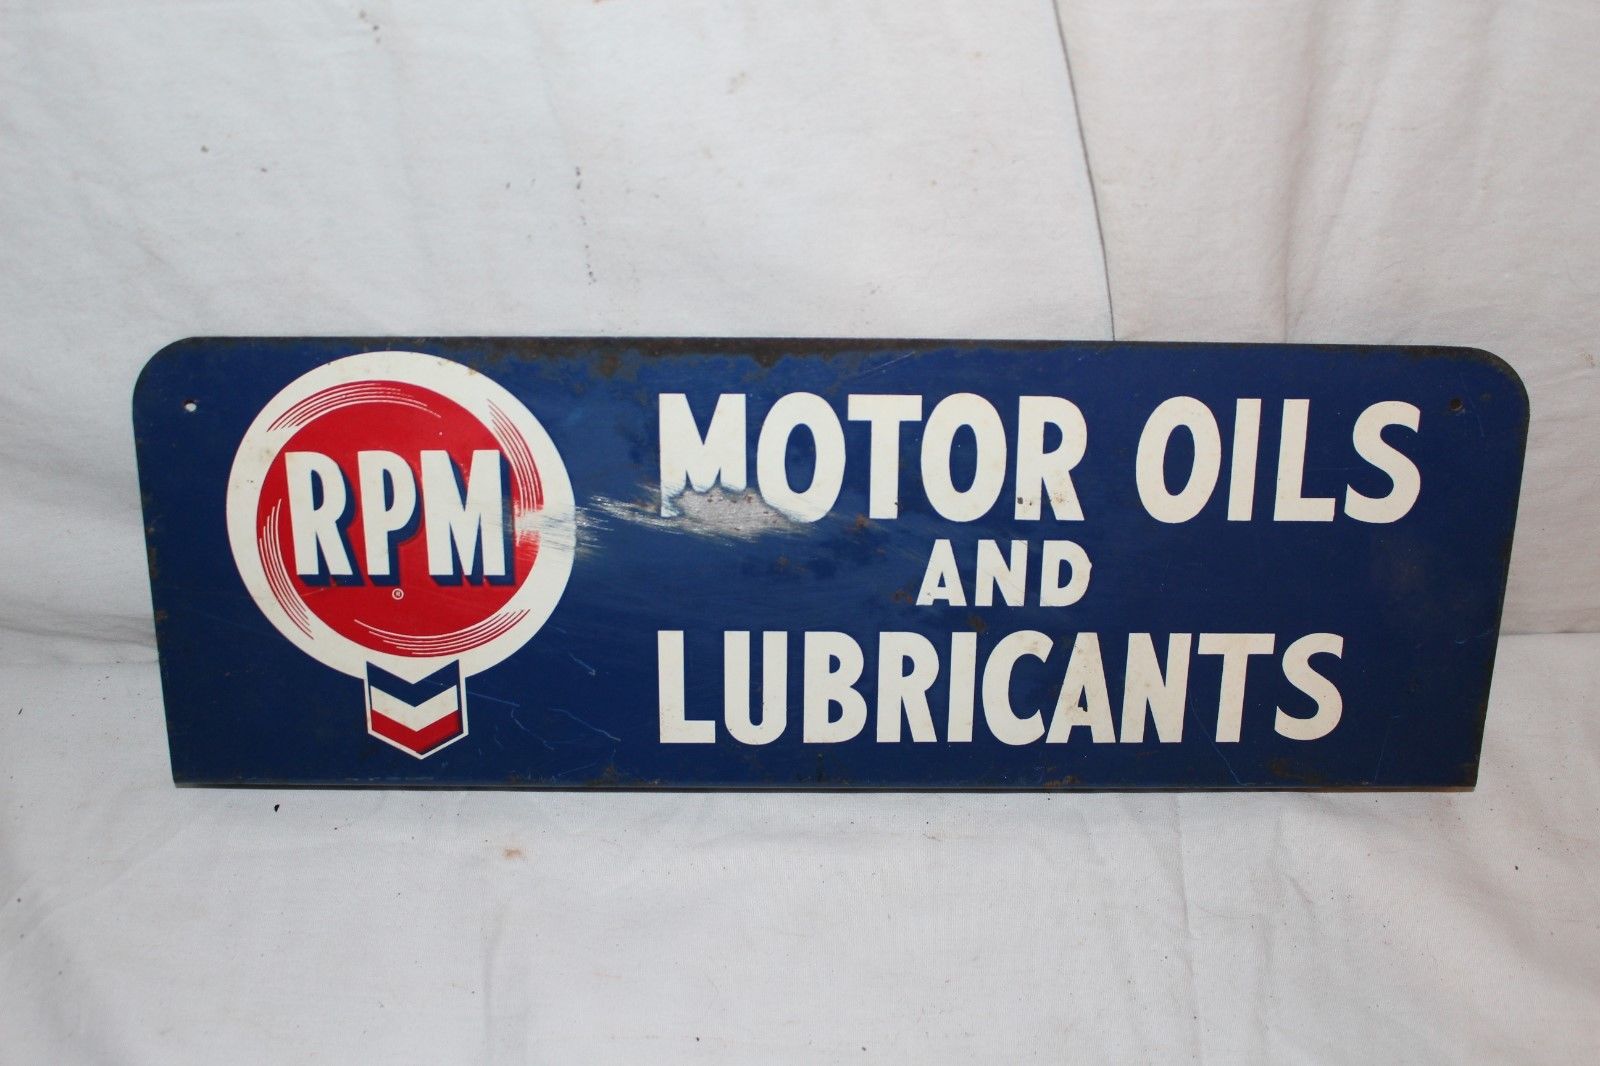 RPM
®
MOTOR OILS
AND
LUBRICANTS